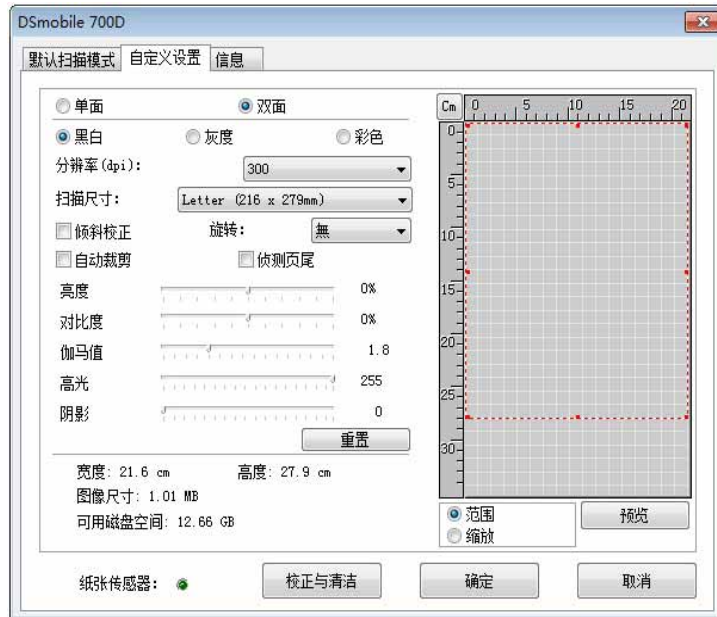 DSmobile 700D
默认扫描模式 自定义设置 信息
单面 双面
黑白 灰度 彩色
分辨率(dpi): 300
扫描尺寸: Letter (216 x 279mm)
倾斜校正 旋转: 無
自动裁剪 侦测页尾
亮度 0%
对比度 0%
伽马值 1.8
高光 255
阴影 0
重置
宽度: 21.6 cm 高度: 27.9 cm
图像尺寸: 1.01 MB
可用磁盘空间: 12.66 GB
Cm 0 5 10 15 20
0
5
10
15
20
25
30
范围 预览
缩放
纸张传感器: 校正与清洁 确定 取消